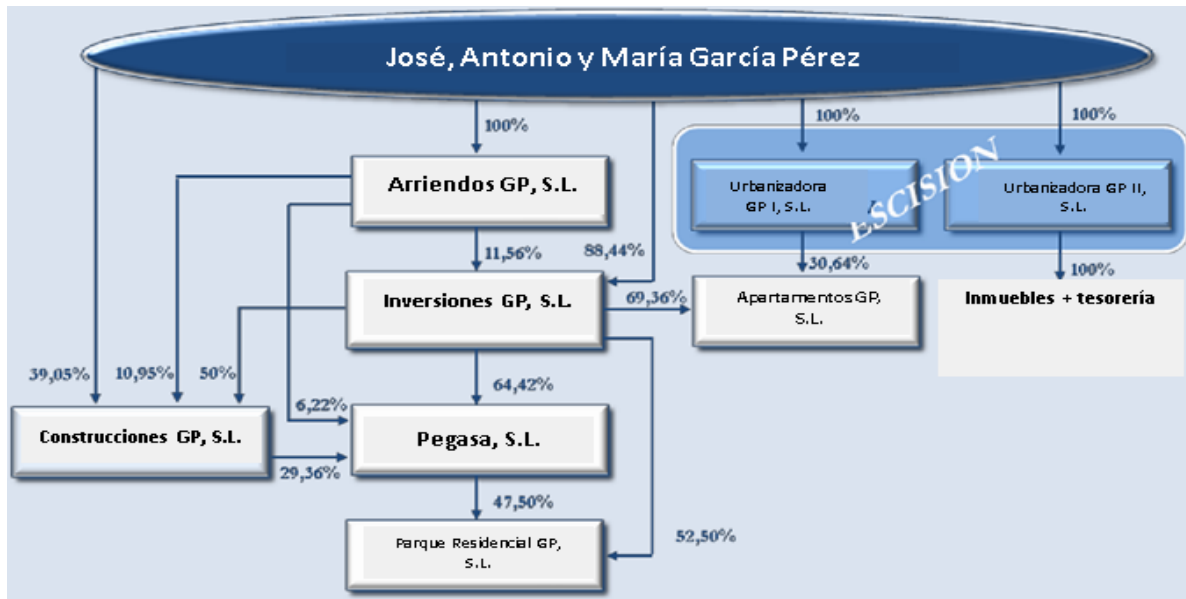 José, Antonio y María García Pérez
100%
100%
100%
Arriendos GP, S.L.
Urbanizadora
GP I, S.L.
ESCISION
Urbanizadora GP II,
S.L.
11,56%
88,44%
30,64%
100%
Inversiones GP, S.L.
69,36%
Apartamentos GP,
S.L.
Inmuebles + tesorería
39,05%
10,95%
50%
64,42%
6,22%
Construcciones GP, S.L.
Pegasa, S.L.
29,36%
47,50%
Parque Residencial GP,
S.L.
52,50%